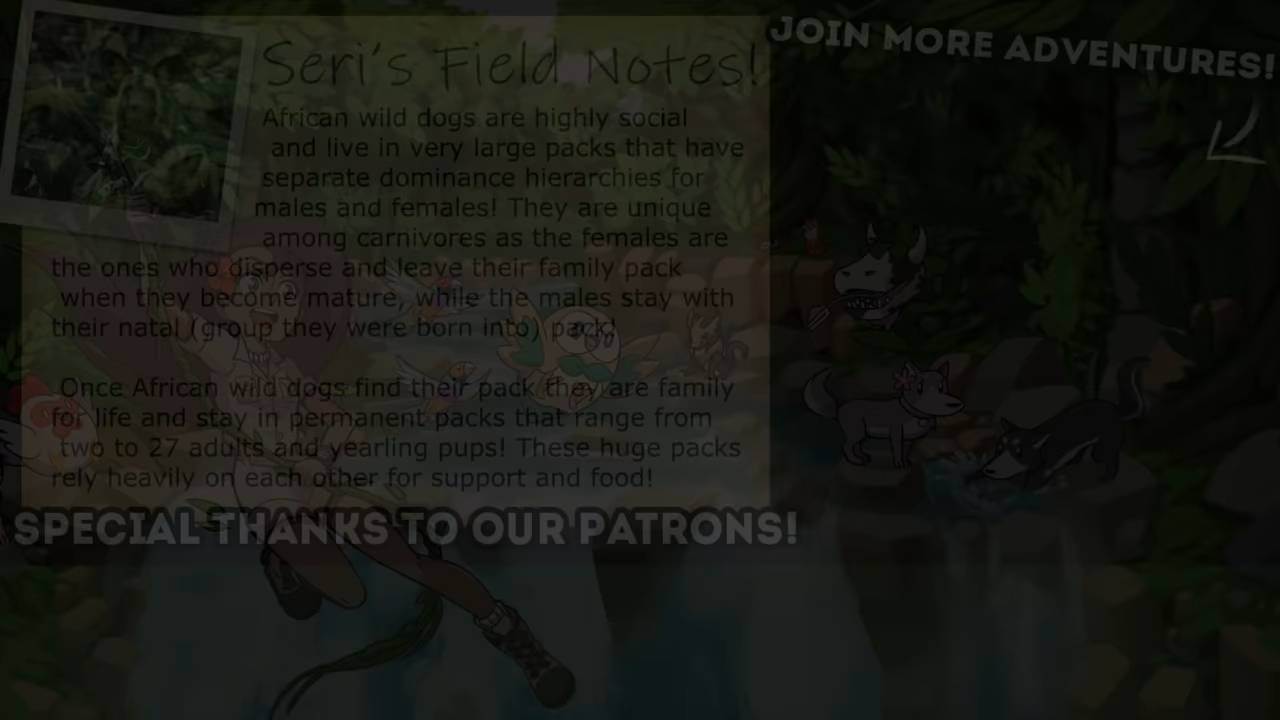 Seri's Field Notes!
JOIN MORE ADVENTURES!
African wild dogs are highly social
and live in very large packs that have
separate dominance hierarchies for
males and females! They are unique
among carnivores as the females are
the ones who disperse and leave their family pack
when they become mature, while the males stay with
their natal (group they were born into) pack!
Once African wild dogs find their pack they are family
for life and stay in permanent packs that range from
two to 27 adults and yearling pups! These huge packs
rely heavily on each other for support and food!
SPECIAL THANKS TO OUR PATRONS!